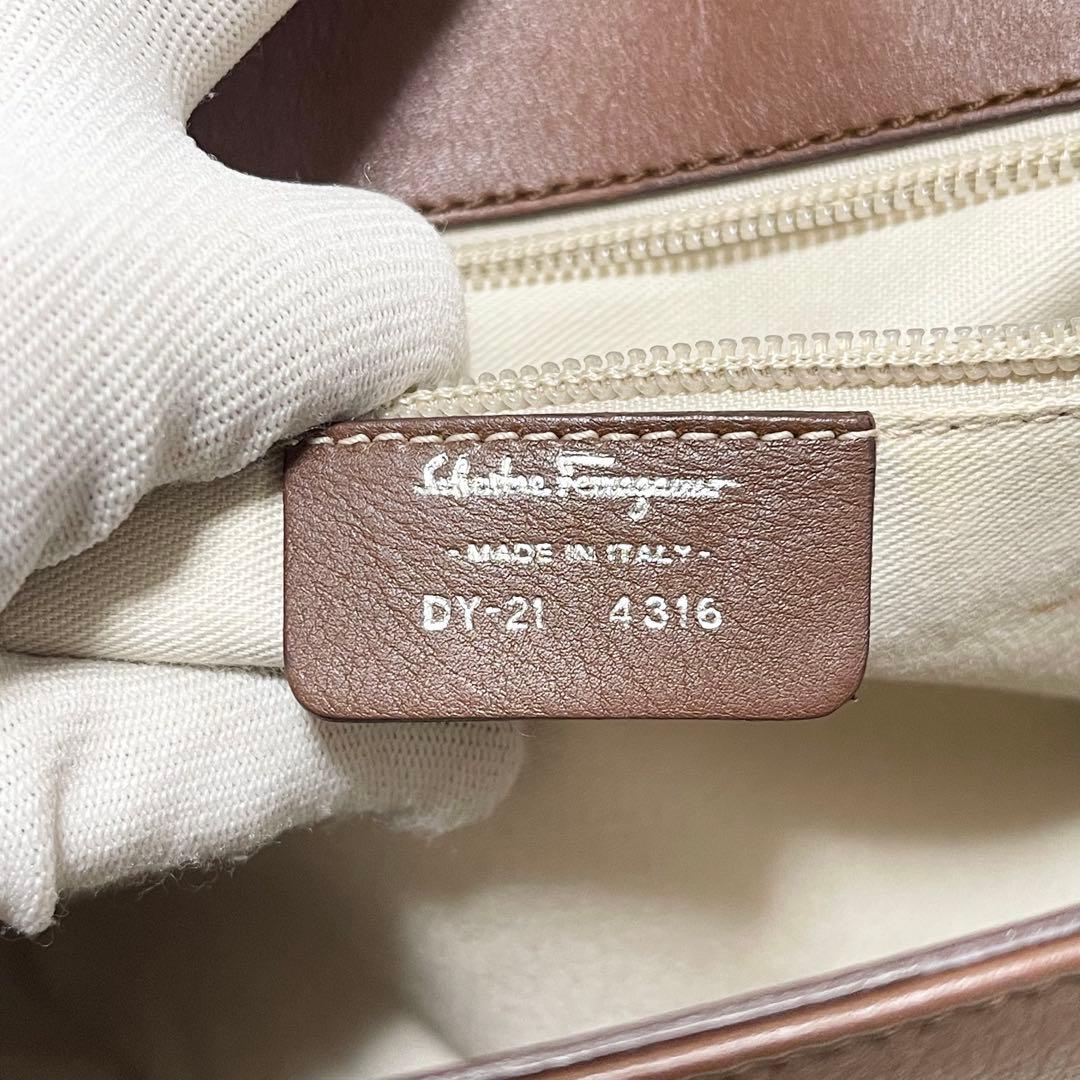 Salvatore Ferragamo
- MADE IN ITALY -
DY-21 4316